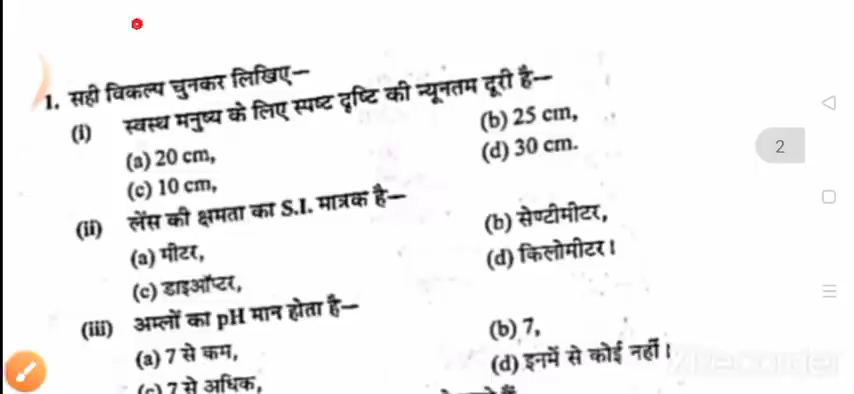 1. सही विकल्प चुनकर लिखिए—
(i) स्वस्थ मनुष्य के लिए स्पष्ट दृष्टि की न्यूनतम दूरी है—
(a) 20 cm, (b) 25 cm,
(c) 10 cm, (d) 30 cm.
(ii) लेंस की क्षमता का S.I. मात्रक है—
(a) मीटर, (b) सेण्टीमीटर,
(c) डाइऑप्टर, (d) किलोमीटर।
(iii) अम्लों का pH मान होता है—
(a) 7 से कम, (b) 7,
(c) 7 से अधिक, (d) इनमें से कोई नहीं।
2